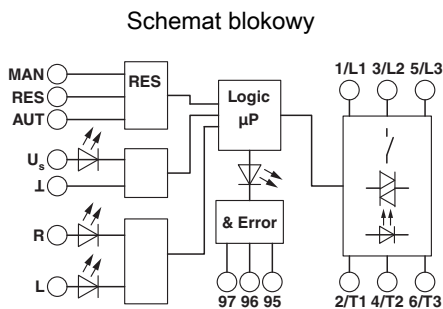 Schemat blokowy
1/L1 3/L2 5/L3
MAN
RES
AUT
RES
Logic
µP
Us
⊥
R
L
& Error
97 96 95
2/T1 4/T2 6/T3